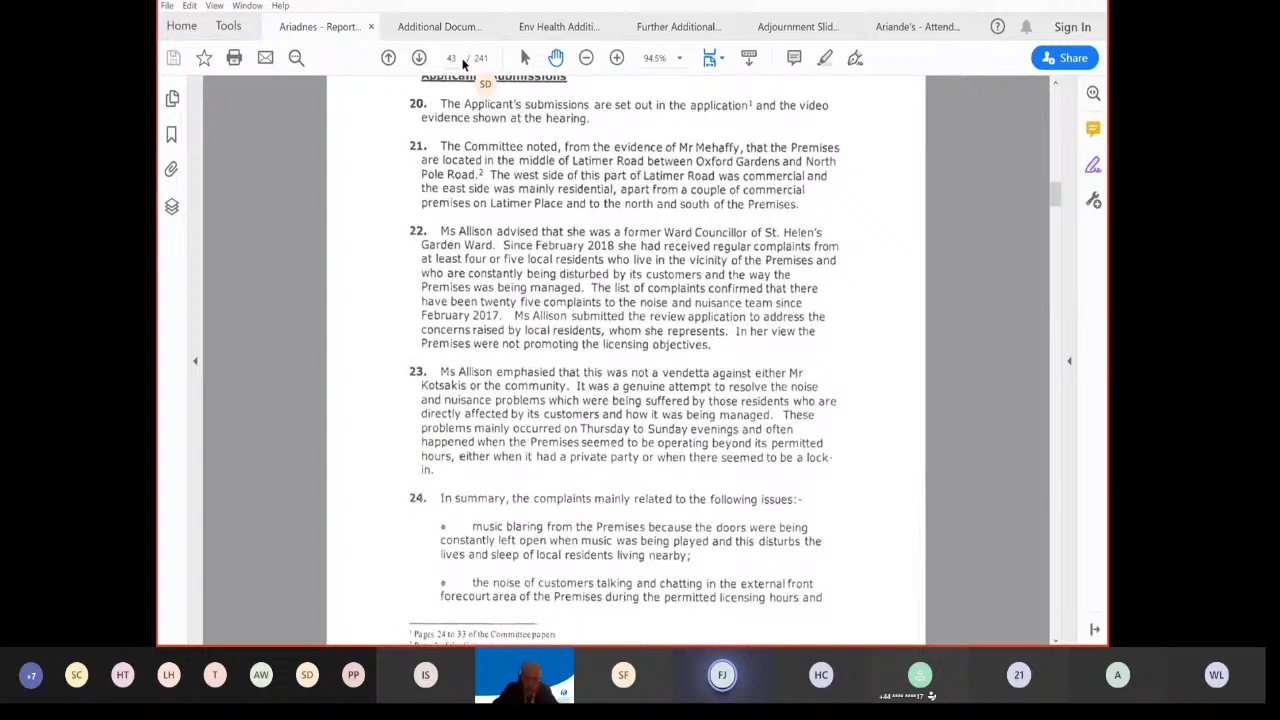 File Edit View Window Help
Home Tools Ariadnes - Report... × Additional Docum... Env Health Additi... Further Additional... Adjournment Slid... Ariande's - Attend... Sign In
43 / 241 94.5% Share
SD
Applicant Submissions
20. The Applicant's submissions are set out in the application¹ and the video
evidence shown at the hearing.
21. The Committee noted, from the evidence of Mr Mehaffy, that the Premises
are located in the middle of Latimer Road between Oxford Gardens and North
Pole Road.² The west side of this part of Latimer Road was commercial and
the east side was mainly residential, apart from a couple of commercial
premises on Latimer Place and to the north and south of the Premises.
22. Ms Allison advised that she was a former Ward Councillor of St. Helen's
Garden Ward. Since February 2018 she had received regular complaints from
at least four or five local residents who live in the vicinity of the Premises and
who are constantly being disturbed by its customers and the way the
Premises was being managed. The list of complaints confirmed that there
have been twenty five complaints to the noise and nuisance team since
February 2017. Ms Allison submitted the review application to address the
concerns raised by local residents, whom she represents. In her view the
Premises were not promoting the licensing objectives.
23. Ms Allison emphasied that this was not a vendetta against either Mr
Kotsakis or the community. It was a genuine attempt to resolve the noise
and nuisance problems which were being suffered by those residents who are
directly affected by its customers and how it was being managed. These
problems mainly occurred on Thursday to Sunday evenings and often
happened when the Premises seemed to be operating beyond its permitted
hours, either when it had a private party or when there seemed to be a lock-
in.
24. In summary, the complaints mainly related to the following issues:-
• music blaring from the Premises because the doors were being
constantly left open when music was being played and this disturbs the
lives and sleep of local residents living nearby;
• the noise of customers talking and chatting in the external front
forecourt area of the Premises during the permitted licensing hours and
¹ Pages 24 to 33 of the Committee papers
+7 SC HT LH T AW SD PP IS SF FJ HC 21 A WL
+44 **** ****17